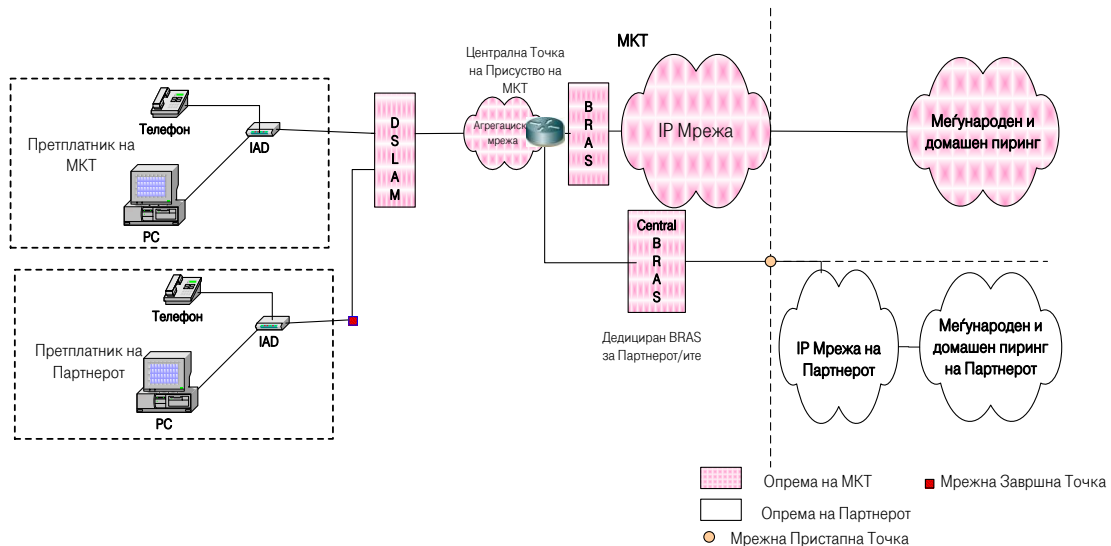 Централна Точка
на Присуство на
МКТ
МКТ
Телефон
IAD
Претплатник на
МКТ
PC
D
S
L
A
M
Агрегациск
мрежа
B
R
A
S
IP Мрежа
Меѓународен и
домашен пиринг
Телефон
IAD
Претплатник на
Партнерот
PC
Central
B
R
A
S
Дедициран BRAS
за Партнерот/ите
IP Мрежа на
Партнерот
Меѓународен и
домашен пиринг
на Партнерот
Опрема на МКТ
Мрежна Завршна Точка
Опрема на Партнерот
Мрежна Пристапна Точка